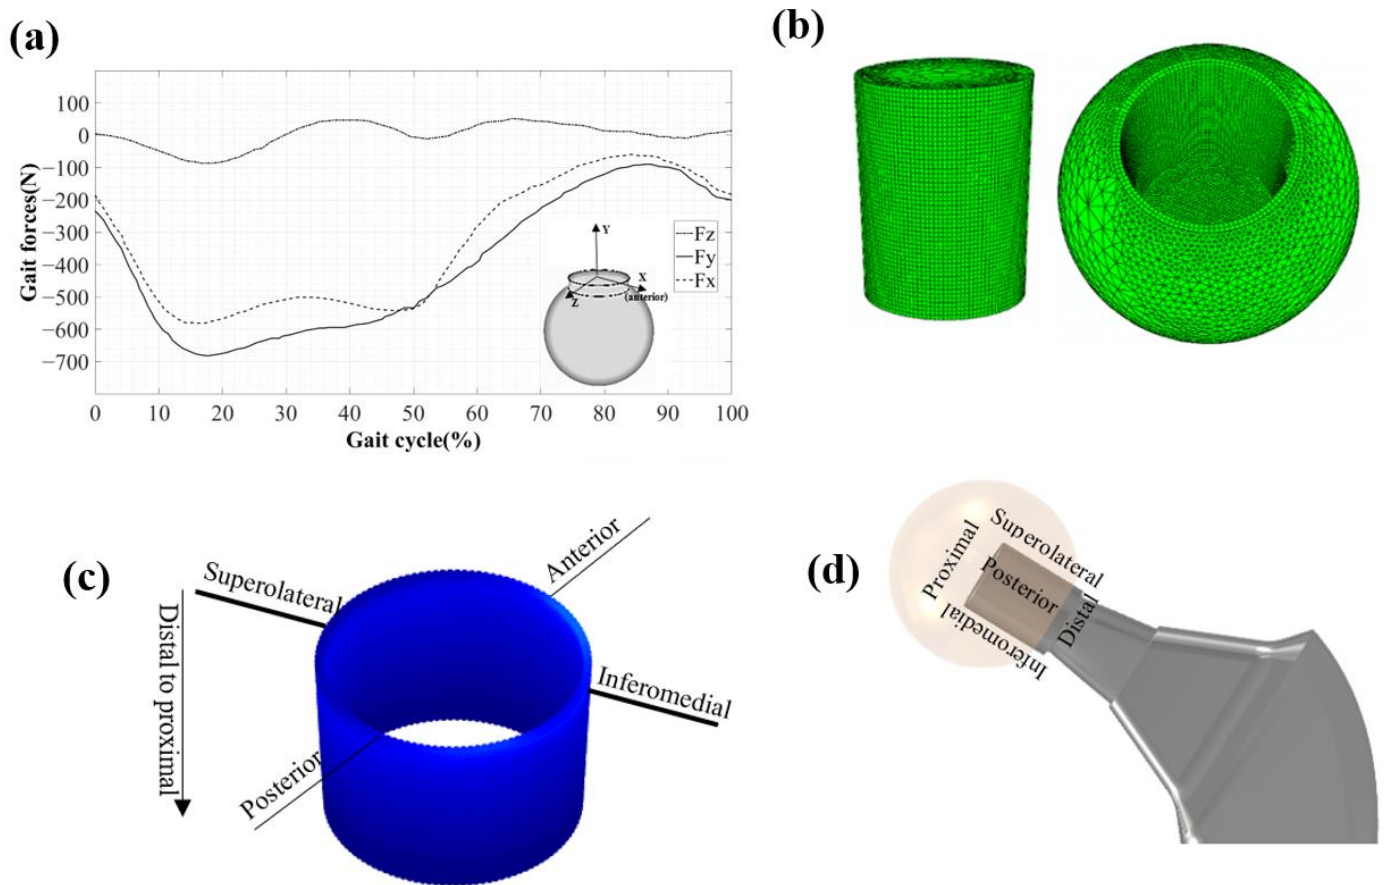 (a)
Gait forces(N)
100
0
−100
−200
−300
−400
−500
−600
−700
0 10 20 30 40 50 60 70 80 90 100
Gait cycle(%)
Fz
Fy
Fx
Y
X
(anterior)
Z
(b)
(c)
Superolateral
Anterior
Distal to proximal
Inferomedial
Posterior
(d)
Superolateral
Proximal
Posterior
Distal
Inferomedial